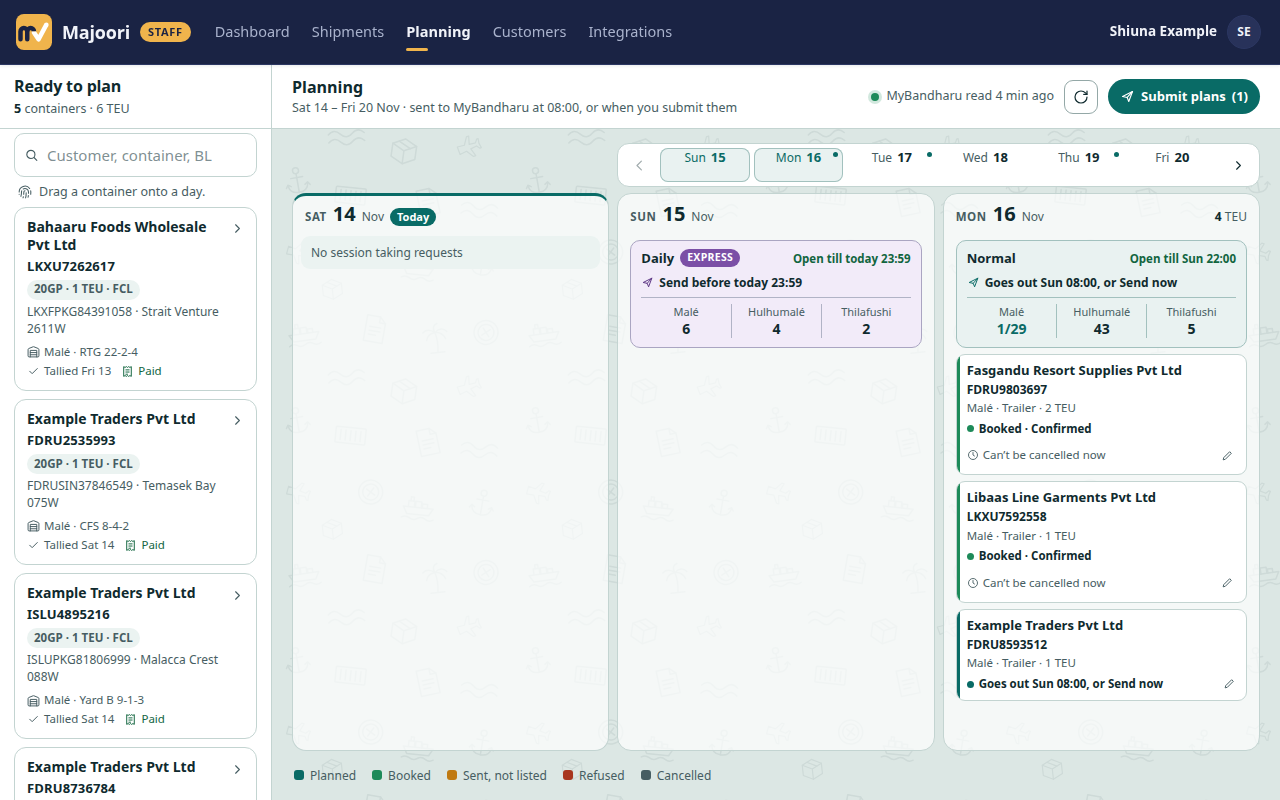 Majoori STAFF Dashboard Shipments Planning Customers Integrations Shiuna Example SE
Ready to plan
5 containers · 6 TEU
Planning
Sat 14 – Fri 20 Nov · sent to MyBandharu at 08:00, or when you submit them
MyBandharu read 4 min ago
Submit plans (1)
Customer, container, BL
Drag a container onto a day.
Bahaaru Foods Wholesale
Pvt Ltd
LKXU7262617
20GP · 1 TEU · FCL
LKXFPKG84391058 · Strait Venture
2611W
Malé · RTG 22-2-4
Tallied Fri 13 Paid
Example Traders Pvt Ltd
FDRU2535993
20GP · 1 TEU · FCL
FDRUSIN37846549 · Temasek Bay
075W
Malé · CFS 8-4-2
Tallied Sat 14 Paid
Example Traders Pvt Ltd
ISLU4895216
20GP · 1 TEU · FCL
ISLUPKG81806999 · Malacca Crest
088W
Malé · Yard B 9-1-3
Tallied Sat 14 Paid
Example Traders Pvt Ltd
FDRU8736784
Sun 15 Mon 16 Tue 17 Wed 18 Thu 19 Fri 20
SAT 14 Nov Today
No session taking requests
SUN 15 Nov
Daily EXPRESS Open till today 23:59
Send before today 23:59
Malé Hulhumalé Thilafushi
6 4 2
MON 16 Nov 4 TEU
Normal Open till Sun 22:00
Goes out Sun 08:00, or Send now
Malé Hulhumalé Thilafushi
1/29 43 5
Fasgandu Resort Supplies Pvt Ltd
FDRU9803697
Malé · Trailer · 2 TEU
Booked · Confirmed
Can't be cancelled now
Libaas Line Garments Pvt Ltd
LKXU7592558
Malé · Trailer · 1 TEU
Booked · Confirmed
Can't be cancelled now
Example Traders Pvt Ltd
FDRU8593512
Malé · Trailer · 1 TEU
Goes out Sun 08:00, or Send now
Planned Booked Sent, not listed Refused Cancelled